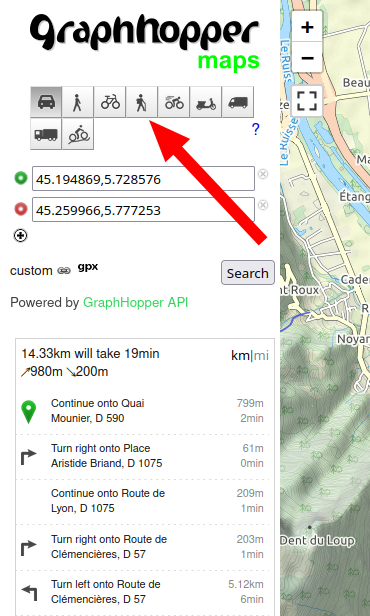 graphhopper
maps
?
45.194869,5.728576
45.259966,5.777253
custom gpx
Search
Powered by GraphHopper API
14.33km will take 19min
km|mi
↗980m ↘200m
Continue onto Quai
Mounier, D 590
799m
2min
Turn right onto Place
Aristide Briand, D 1075
61m
0min
Continue onto Route de
Lyon, D 1075
209m
1min
Turn right onto Route de
Clémencières, D 57
203m
1min
Turn left onto Route de
Clémencières, D 57
5.12km
6min
+
−
Le Ruis
Beau
Le Ruisse
Étang
nt Roux
Cade
Noyar
Dent du Loup